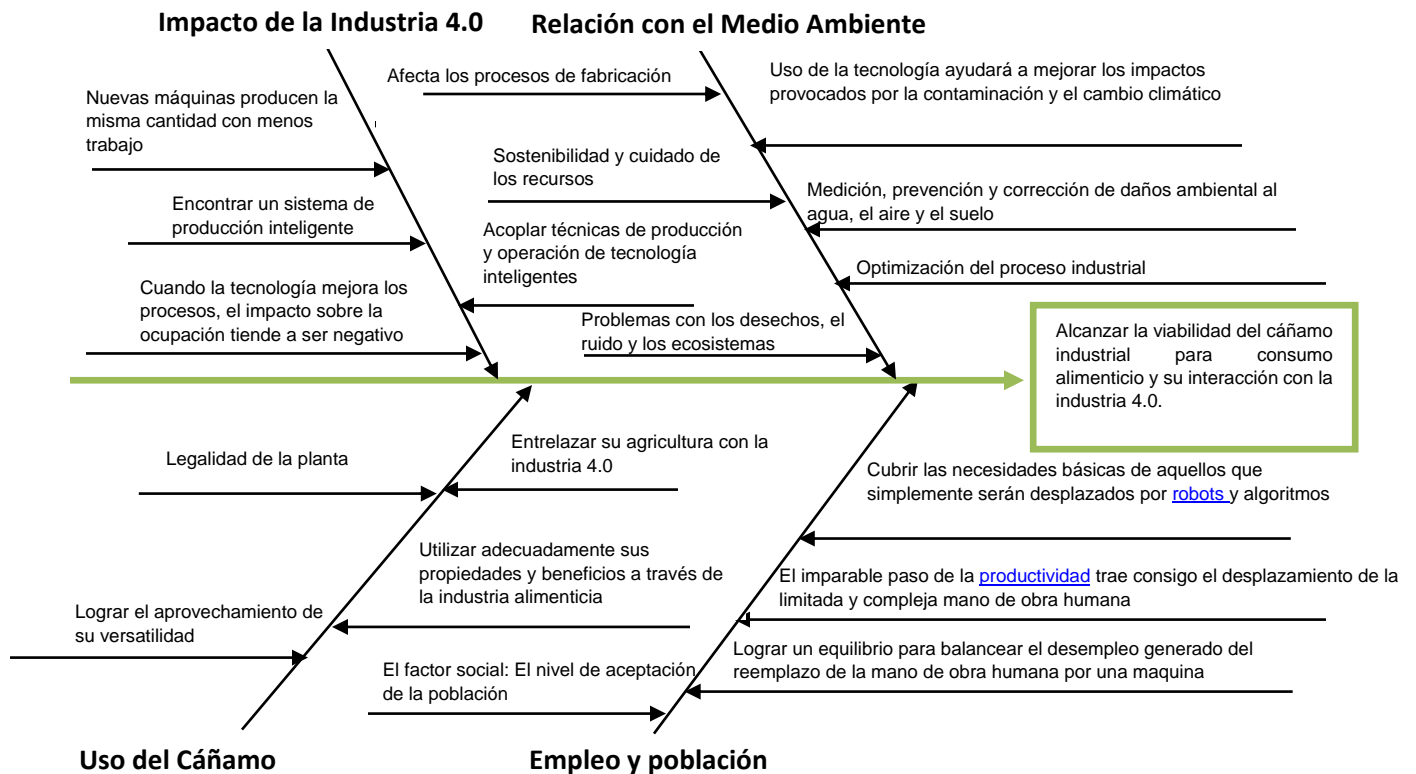 Impacto de la Industria 4.0
Nuevas máquinas producen la
misma cantidad con menos
trabajo
Encontrar un sistema de
producción inteligente
Cuando la tecnología mejora los
procesos, el impacto sobre la
ocupación tiende a ser negativo
Acoplar técnicas de producción
y operación de tecnología
inteligentes
Relación con el Medio Ambiente
Afecta los procesos de fabricación
Sostenibilidad y cuidado de
los recursos
Problemas con los desechos, el
ruido y los ecosistemas
Uso de la tecnología ayudará a mejorar los impactos
provocados por la contaminación y el cambio climático
Medición, prevención y corrección de daños ambiental al
agua, el aire y el suelo
Optimización del proceso industrial
Alcanzar la viabilidad del cáñamo
industrial para consumo
alimenticio y su interacción con la
industria 4.0.
Legalidad de la planta
Entrelazar su agricultura con la
industria 4.0
Utilizar adecuadamente sus
propiedades y beneficios a través de
la industria alimenticia
Lograr el aprovechamiento de
su versatilidad
Uso del Cáñamo
Cubrir las necesidades básicas de aquellos que
simplemente serán desplazados por robots y algoritmos
El imparable paso de la productividad trae consigo el desplazamiento de la
limitada y compleja mano de obra humana
Lograr un equilibrio para balancear el desempleo generado del
reemplazo de la mano de obra humana por una maquina
El factor social: El nivel de aceptación
de la población
Empleo y población